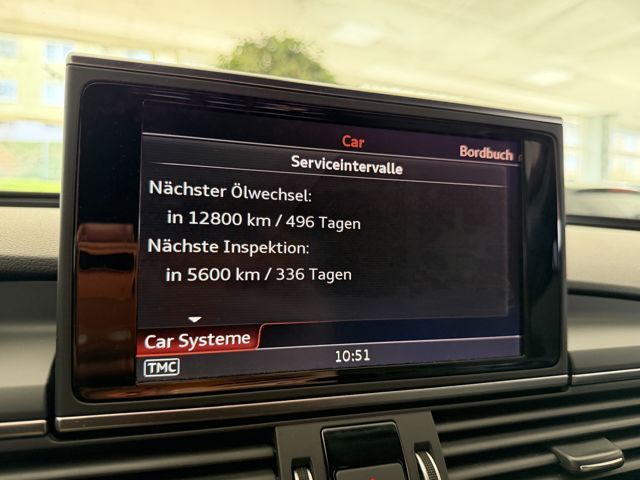 Car
Bordbuch
Serviceintervalle
Nächster Ölwechsel:
in 12800 km / 496 Tagen
Nächste Inspektion:
in 5600 km / 336 Tagen
Car Systeme
TMC
10:51